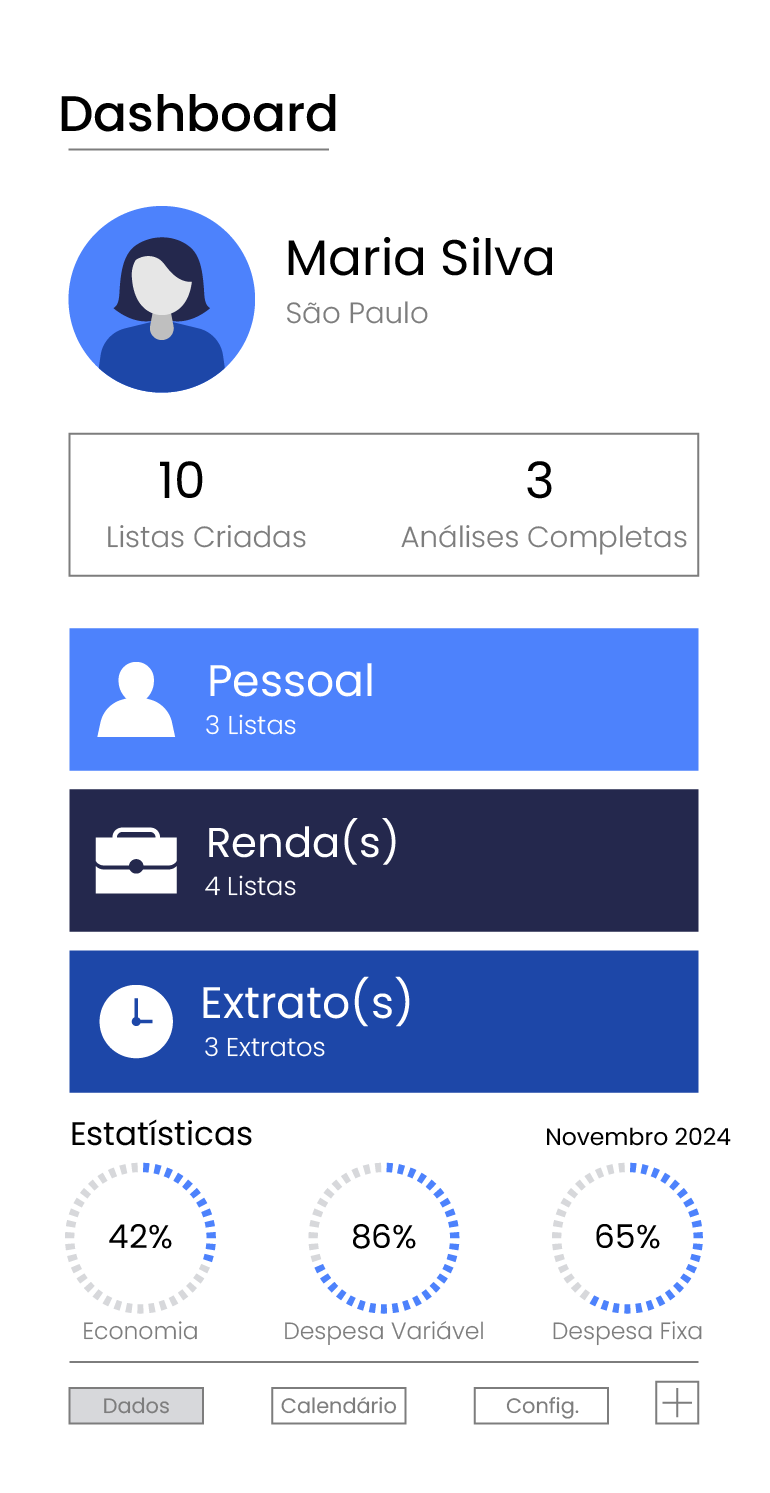 Dashboard
Maria Silva
São Paulo
10
Listas Criadas
3
Análises Completas
Pessoal
3 Listas
Renda(s)
4 Listas
Extrato(s)
3 Extratos
Estatísticas
Novembro 2024
42%
86%
65%
Economia
Despesa Variável
Despesa Fixa
Dados
Calendário
Config.